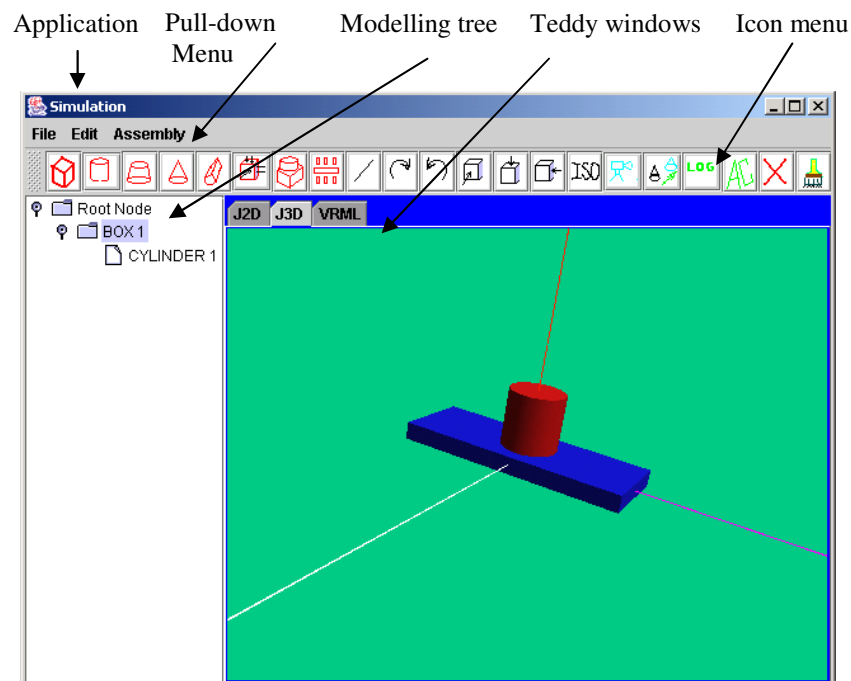 Application Pull-down Menu Modelling tree Teddy windows Icon menu
Simulation
File Edit Assembly
ISO LOG AC
Root Node
BOX 1
CYLINDER 1
J2D J3D VRML